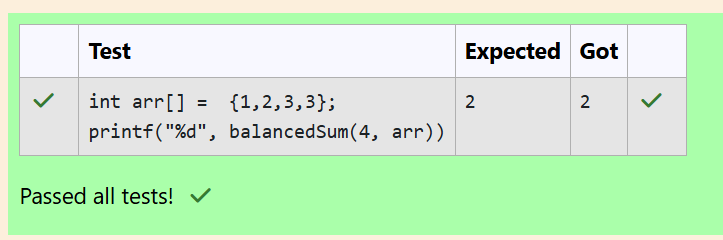 Test Expected Got
int arr[] =  {1,2,3,3}; 2 2
printf("%d", balancedSum(4, arr))
Passed all tests!